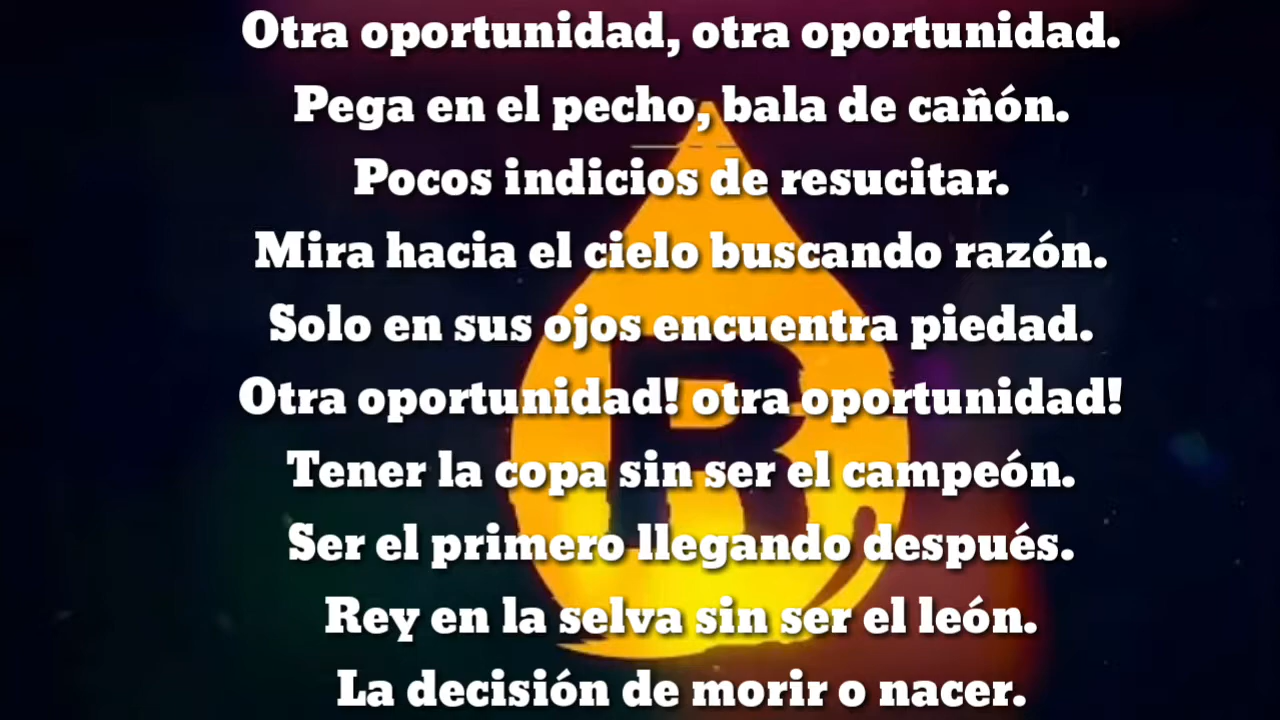 Otra oportunidad, otra oportunidad.
Pega en el pecho, bala de cañón.
Pocos indicios de resucitar.
Mira hacia el cielo buscando razón.
Solo en sus ojos encuentra piedad.
Otra oportunidad! otra oportunidad!
Tener la copa sin ser el campeón.
Ser el primero llegando después.
Rey en la selva sin ser el león.
La decisión de morir o nacer.
R